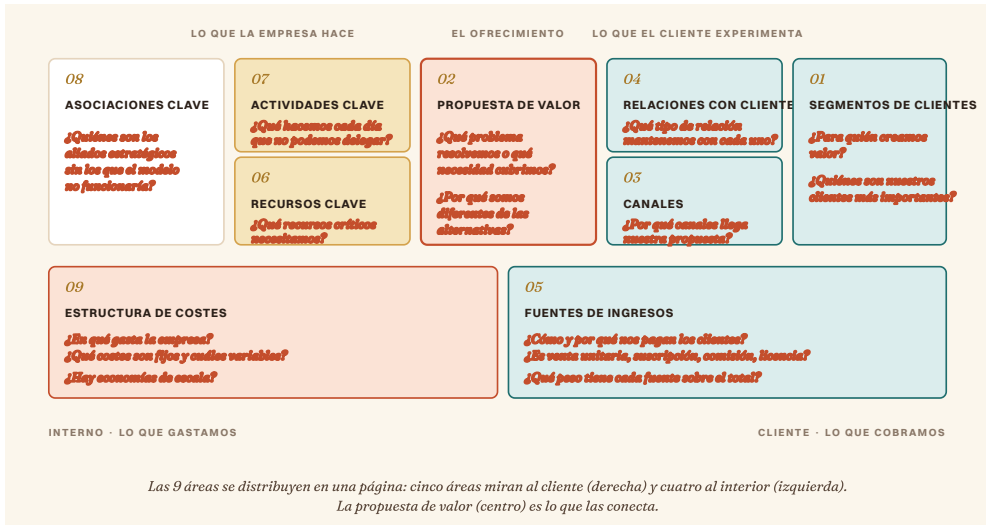 LO QUE LA EMPRESA HACE
EL OFRECIMIENTO
LO QUE EL CLIENTE EXPERIMENTA
08
ASOCIACIONES CLAVE
¿Quiénes son los
aliados estratégicos
sin los que el modelo
no funcionaría?
07
ACTIVIDADES CLAVE
¿Qué hacemos cada día
que no podemos delegar?
06
RECURSOS CLAVE
¿Qué recursos críticos
necesitamos?
02
PROPUESTA DE VALOR
¿Qué problema
resolvemos o qué
necesidad cubrimos?
¿Por qué somos
diferentes de las
alternativas?
04
RELACIONES CON CLIENTE
¿Qué tipo de relación
mantenemos con cada uno?
03
CANALES
¿Por qué canales llega
nuestra propuesta?
01
SEGMENTOS DE CLIENTES
¿Para quién creamos
valor?
¿Quiénes son nuestros
clientes más importantes?
09
ESTRUCTURA DE COSTES
¿En qué gasta la empresa?
¿Qué costes son fijos y cuáles variables?
¿Hay economías de escala?
05
FUENTES DE INGRESOS
¿Cómo y por qué nos pagan los clientes?
¿Es venta unitaria, suscripción, comisión, licencia?
¿Qué peso tiene cada fuente sobre el total?
INTERNO · LO QUE GASTAMOS
CLIENTE · LO QUE COBRAMOS
Las 9 áreas se distribuyen en una página: cinco áreas miran al cliente (derecha) y cuatro al interior (izquierda).
La propuesta de valor (centro) es lo que las conecta.